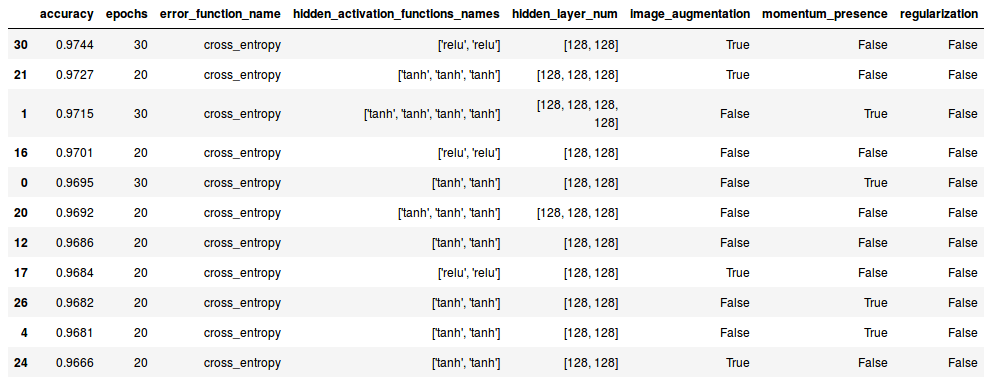 accuracy epochs error_function_name hidden_activation_functions_names hidden_layer_num image_augmentation momentum_presence regularization
30 0.9744 30 cross_entropy ['relu', 'relu'] [128, 128] True False False
21 0.9727 20 cross_entropy ['tanh', 'tanh', 'tanh'] [128, 128, 128] True False False
1 0.9715 30 cross_entropy ['tanh', 'tanh', 'tanh', 'tanh'] [128, 128, 128, 128] False True False
16 0.9701 20 cross_entropy ['relu', 'relu'] [128, 128] False False False
0 0.9695 30 cross_entropy ['tanh', 'tanh'] [128, 128] False True False
20 0.9692 20 cross_entropy ['tanh', 'tanh', 'tanh'] [128, 128, 128] False False False
12 0.9686 20 cross_entropy ['tanh', 'tanh'] [128, 128] False False False
17 0.9684 20 cross_entropy ['relu', 'relu'] [128, 128] True False False
26 0.9682 20 cross_entropy ['tanh', 'tanh'] [128, 128] False True False
4 0.9681 20 cross_entropy ['tanh', 'tanh'] [128, 128] False True False
24 0.9666 20 cross_entropy ['tanh', 'tanh'] [128, 128] True False False